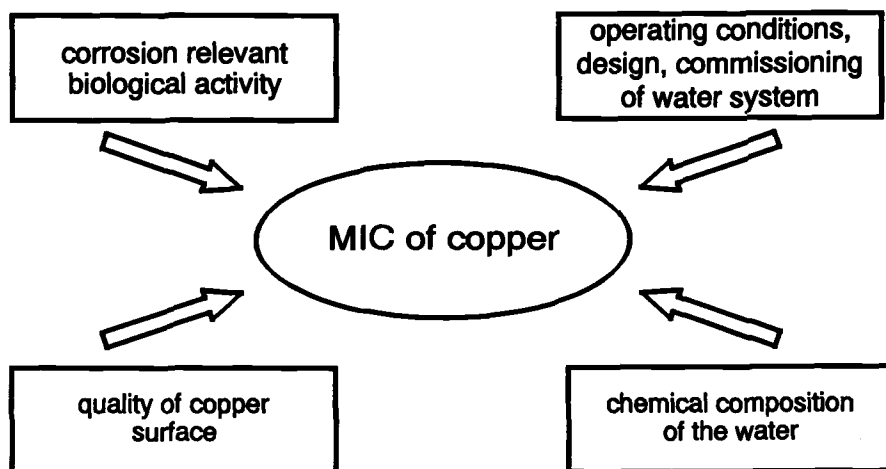 corrosion relevant
biological activity
operating conditions,
design, commissioning
of water system
MIC of copper
quality of copper
surface
chemical composition
of the water